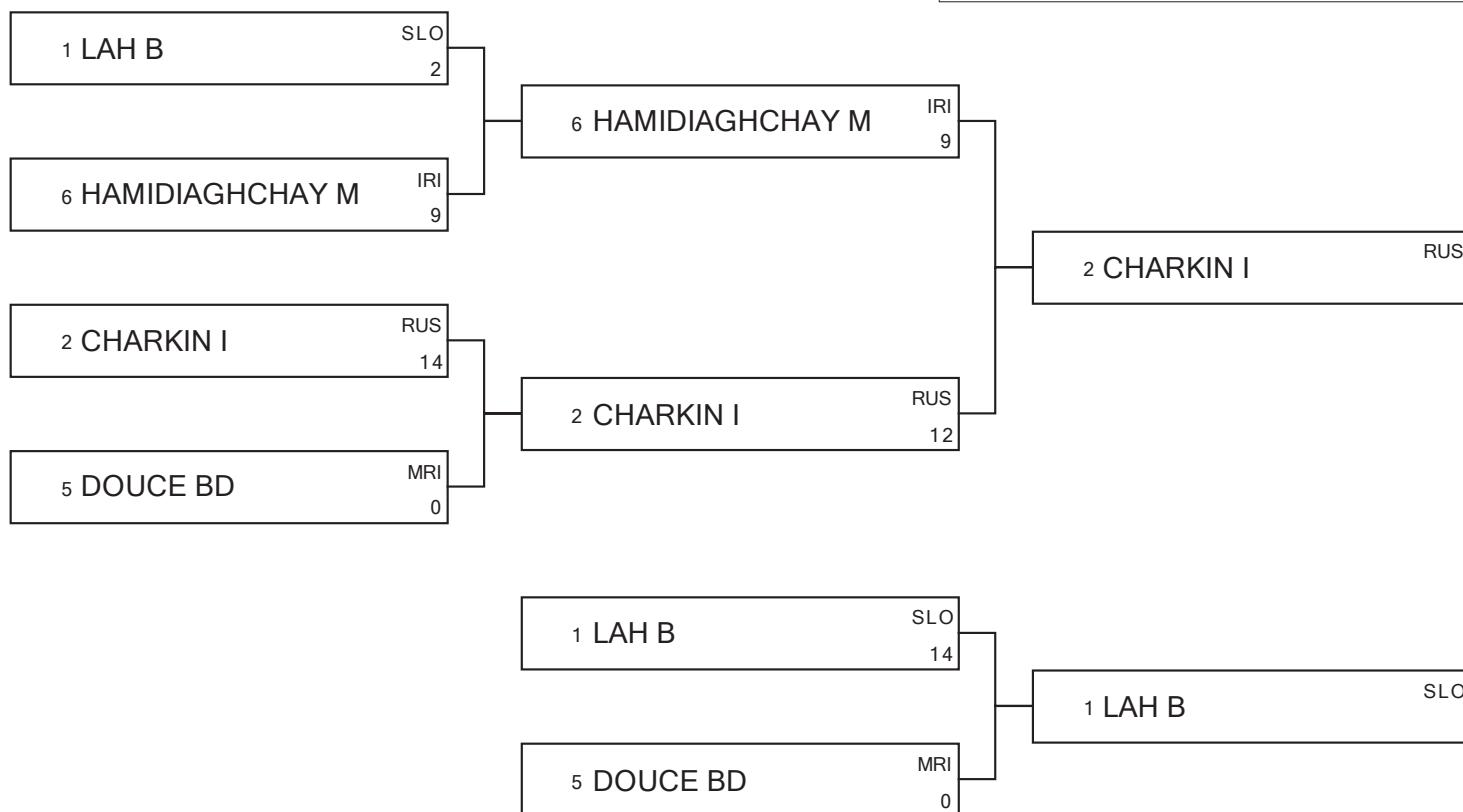 1 LAH B SLO
2
6 HAMIDIAGHCHAY M IRI
9
6 HAMIDIAGHCHAY M IRI
9
2 CHARKIN I RUS
2 CHARKIN I RUS
14
2 CHARKIN I RUS
12
5 DOUCE BD MRI
0
1 LAH B SLO
14
1 LAH B SLO
5 DOUCE BD MRI
0